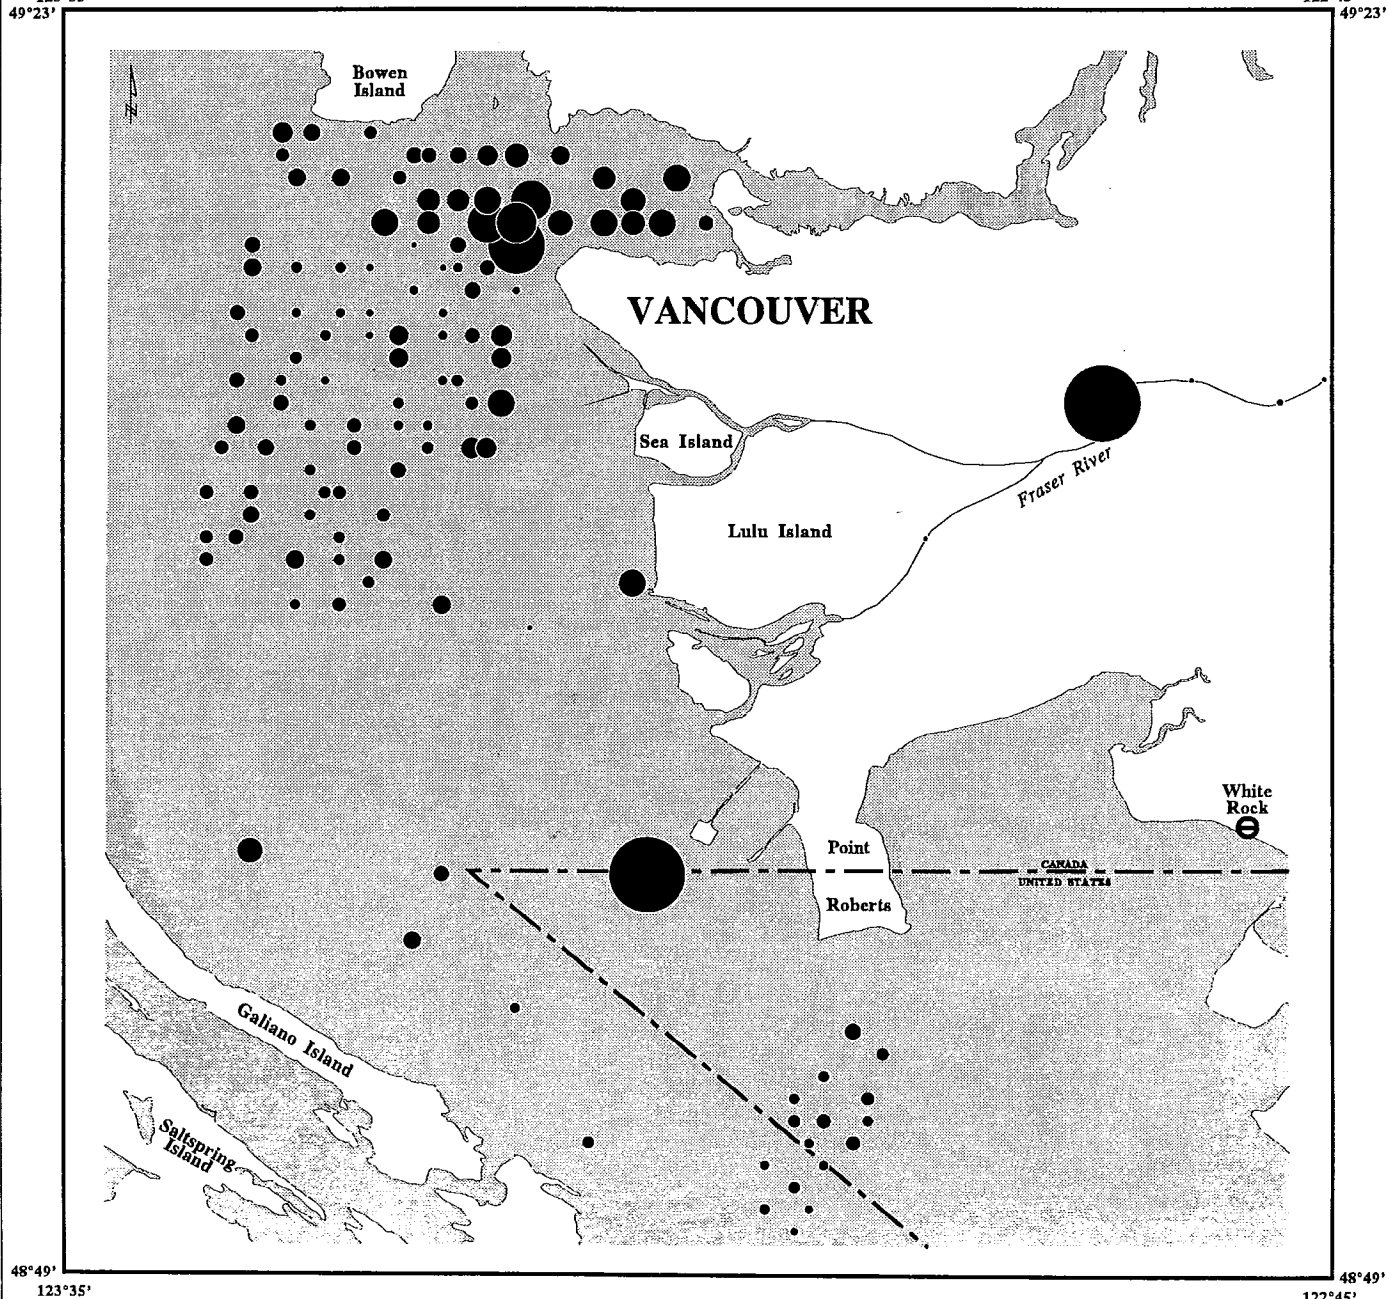 49°23'
49°23'
Bowen
Island
VANCOUVER
Sea Island
Fraser River
Lulu Island
White
Rock
Point
CANADA
UNITED STATES
Roberts
Galiano Island
Saltspring
Island
48°49'
48°49'
123°35'
122°45'